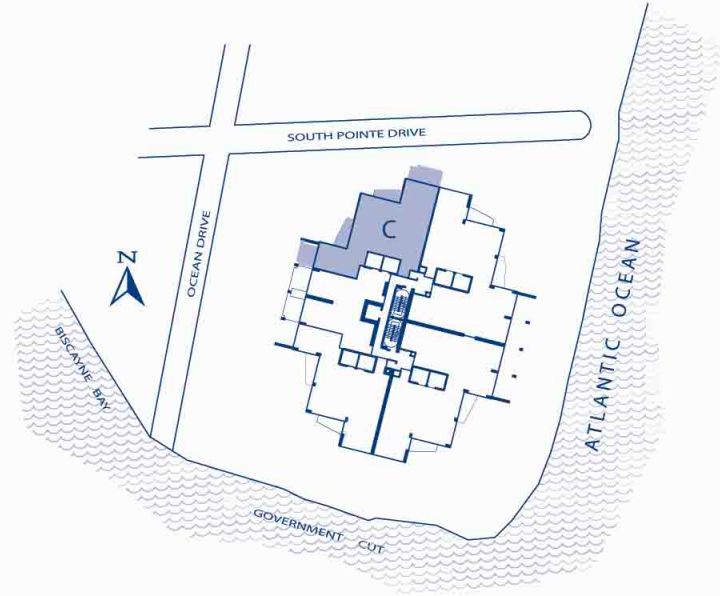 SOUTH POINTE DRIVE
C
OCEAN DRIVE
N
ATLANTIC OCEAN
BISCAYNE BAY
GOVERNMENT CUT